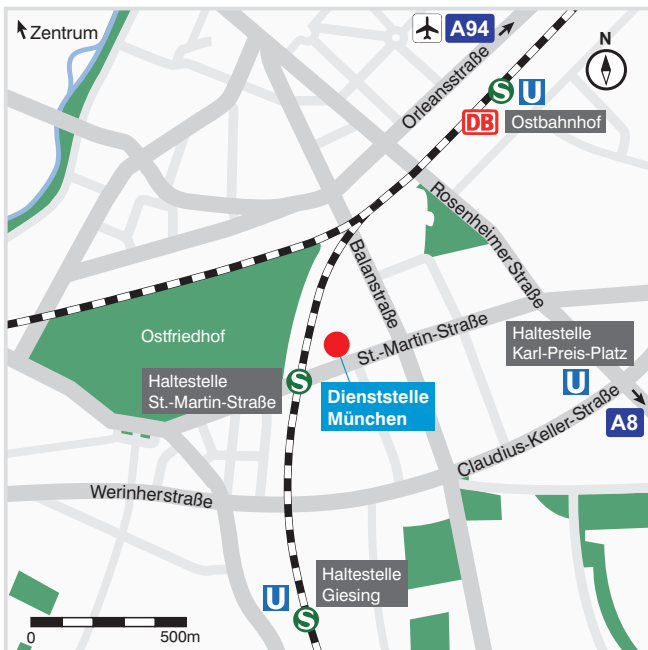 Zentrum
A94
N
Orleansstraße
S U
DB Ostbahnhof
Rosenheimer Straße
Balanstraße
Ostfriedhof
St.-Martin-Straße
Haltestelle
Karl-Preis-Platz
U
Haltestelle
St.-Martin-Straße
S
Dienststelle
München
A8
Claudius-Keller-Straße
Werinherstraße
Haltestelle
Giesing
U
S
0 500m